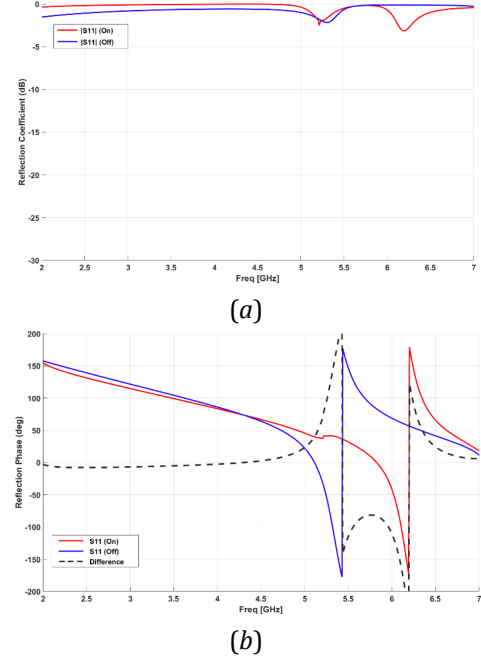 0
-5
-10
-15
-20
-25
-30
Reflection Coefficient (dB)
|S11| (On)
|S11| (Off)
2 2.5 3 3.5 4 4.5 5 5.5 6 6.5 7
Freq [GHz]
(a)
200
150
100
50
0
-50
-100
-150
-200
Reflection Phase (deg)
S11 (On)
S11 (Off)
Difference
2 2.5 3 3.5 4 4.5 5 5.5 6 6.5 7
Freq [GHz]
(b)